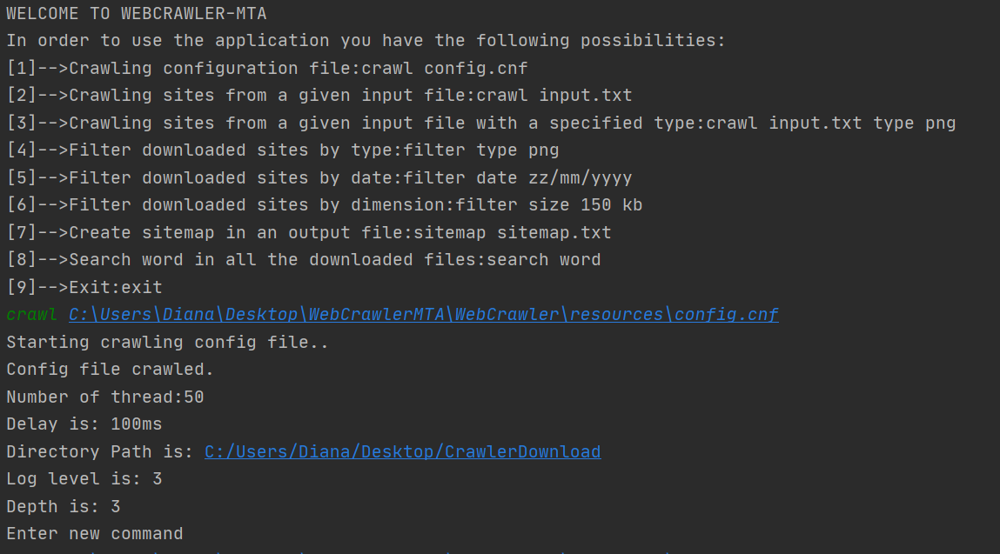 WELCOME TO WEBCRAWLER-MTA
In order to use the application you have the following possibilities:
[1]-->Crawling configuration file:crawl config.cnf
[2]-->Crawling sites from a given input file:crawl input.txt
[3]-->Crawling sites from a given input file with a specified type:crawl input.txt type png
[4]-->Filter downloaded sites by type:filter type png
[5]-->Filter downloaded sites by date:filter date zz/mm/yyyy
[6]-->Filter downloaded sites by dimension:filter size 150 kb
[7]-->Create sitemap in an output file:sitemap sitemap.txt
[8]-->Search word in all the downloaded files:search word
[9]-->Exit:exit
crawl C:\Users\Diana\Desktop\WebCrawlerMTA\WebCrawler\resources\config.cnf
Starting crawling config file..
Config file crawled.
Number of thread:50
Delay is: 100ms
Directory Path is: C:/Users/Diana/Desktop/CrawlerDownload
Log level is: 3
Depth is: 3
Enter new command